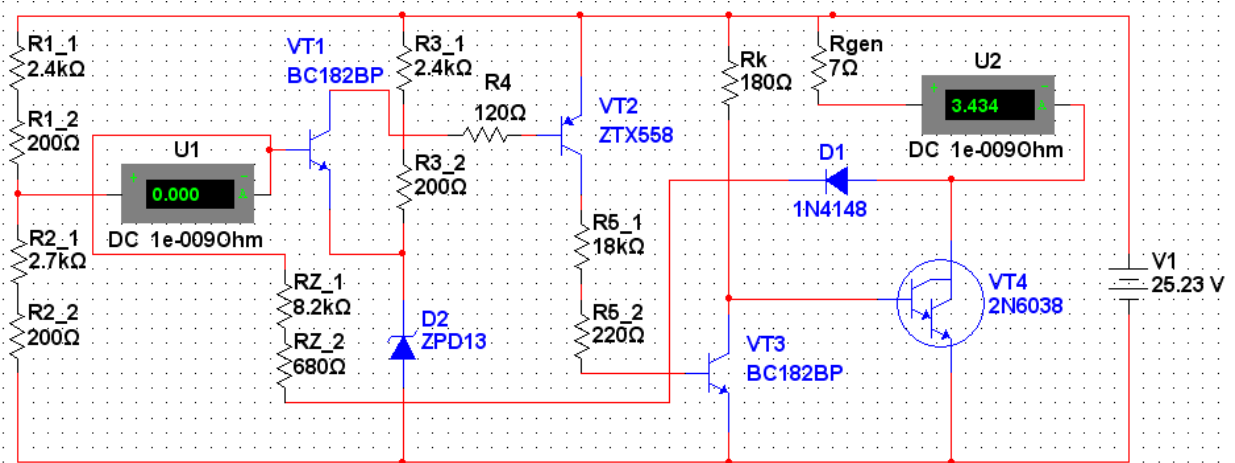 R1_1
2.4kΩ
R1_2
200Ω
R2_1
2.7kΩ
R2_2
200Ω
U1
+
-
0.000
A
DC 1e-009Ohm
VT1
BC182BP
RZ_1
8.2kΩ
RZ_2
680Ω
R3_1
2.4kΩ
R3_2
200Ω
D2
ZPD13
R4
120Ω
VT2
ZTX558
R5_1
18kΩ
R5_2
220Ω
Rk
180Ω
VT3
BC182BP
D1
1N4148
Rgen
7Ω
U2
+
-
3.434
A
DC 1e-009Ohm
VT4
2N6038
V1
25.23 V